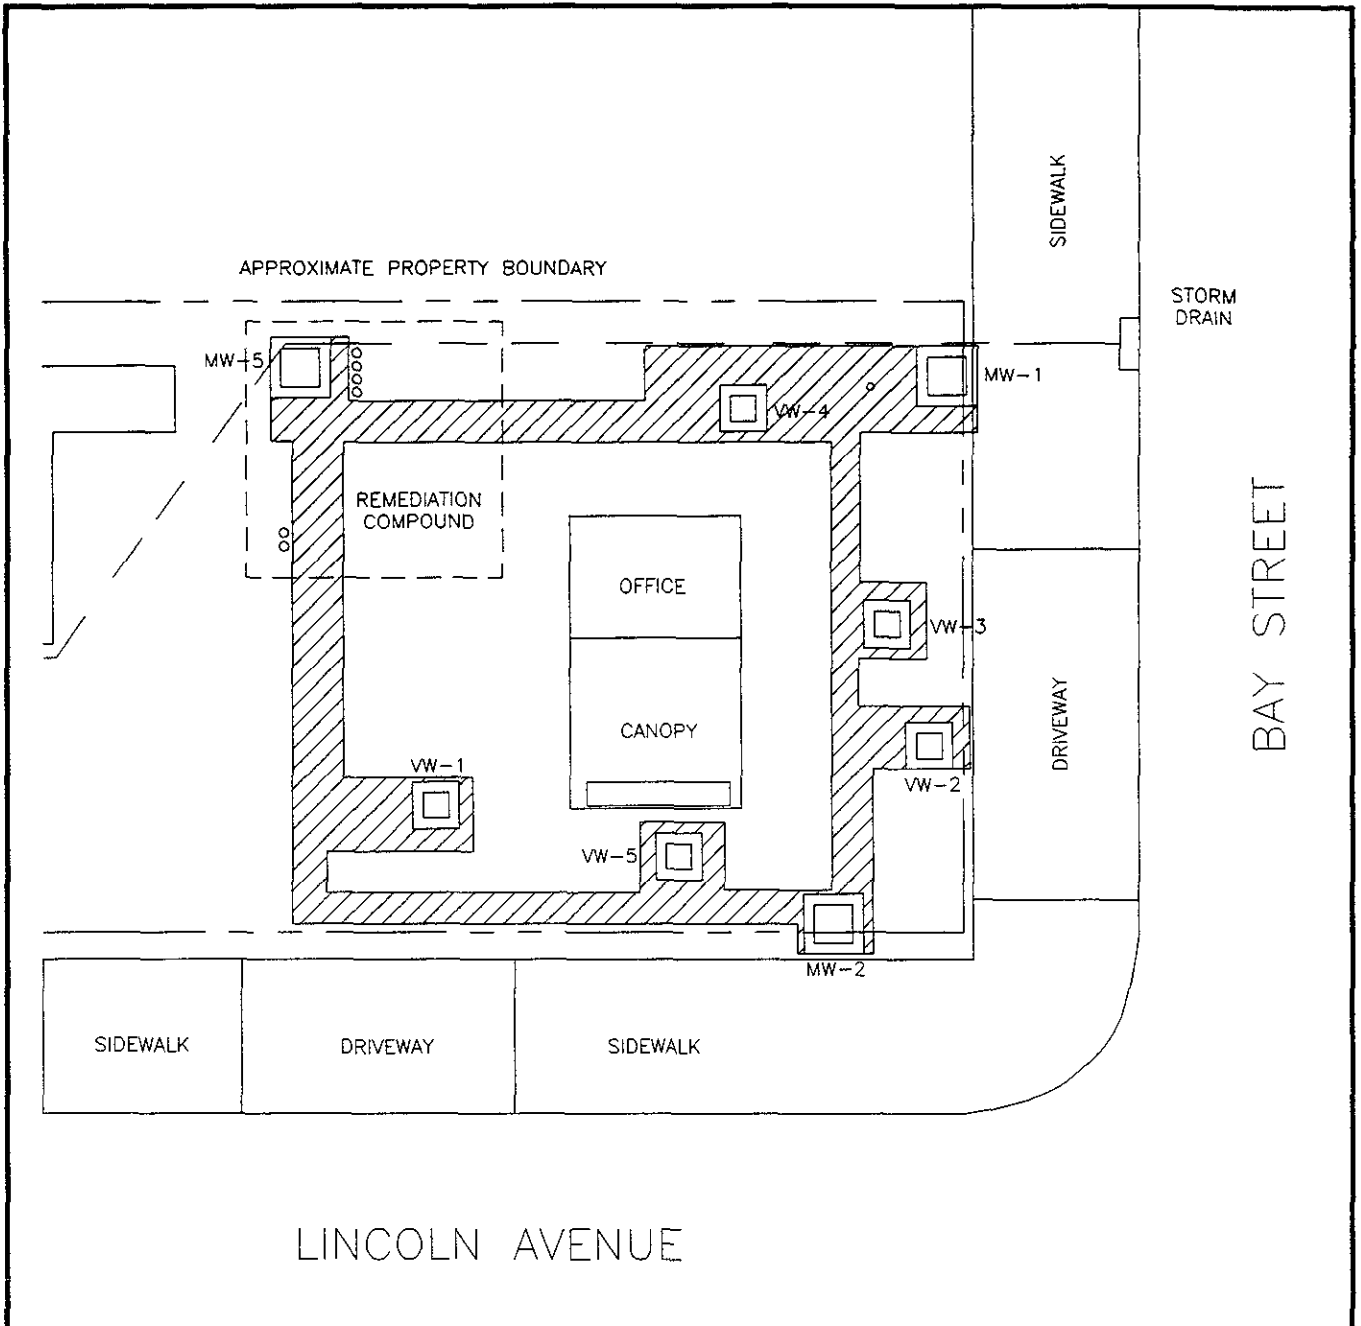 SIDEWALK
APPROXIMATE PROPERTY BOUNDARY
STORM
DRAIN
MW-5
MW-1
VW-4
REMEDIATION
COMPOUND
OFFICE
VW-3
BAY STREET
CANOPY
DRIVEWAY
VW-1
VW-2
VW-5
MW-2
SIDEWALK
DRIVEWAY
SIDEWALK
LINCOLN AVENUE